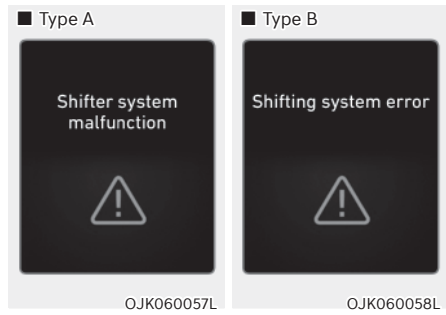 ■ Type A
Shifter system
malfunction
OJK060057L
■ Type B
Shifting system error
OJK060058L